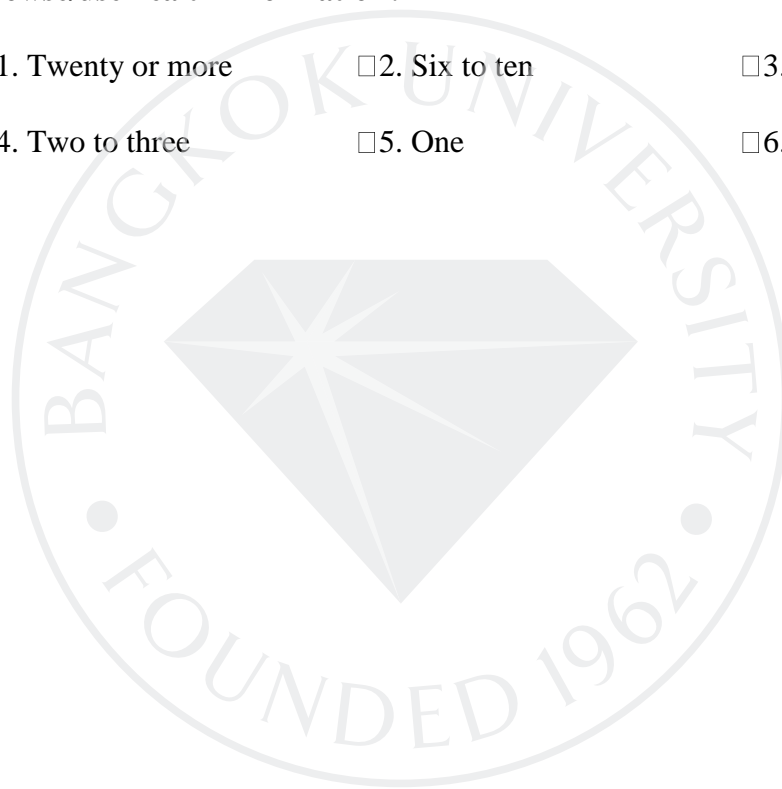 1. Twenty or more □2. Six to ten □3.
4. Two to three □5. One □6.
BANGKOK UNIVERSITY
FOUNDED 1962